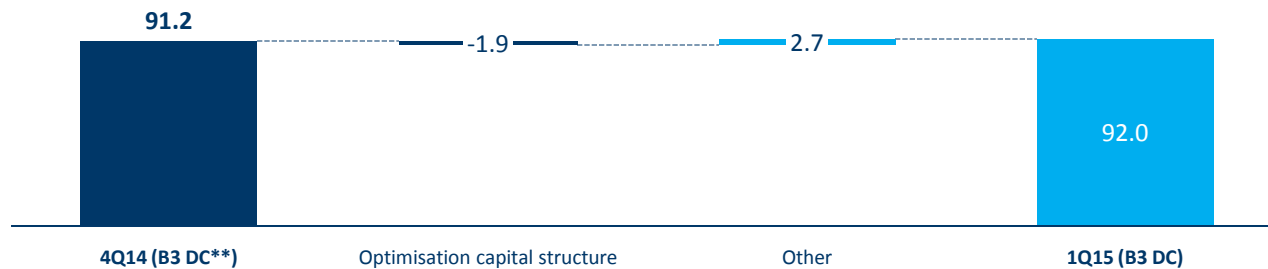 91.2
-1.9
2.7
92.0
4Q14 (B3 DC**)
Optimisation capital structure
Other
1Q15 (B3 DC)